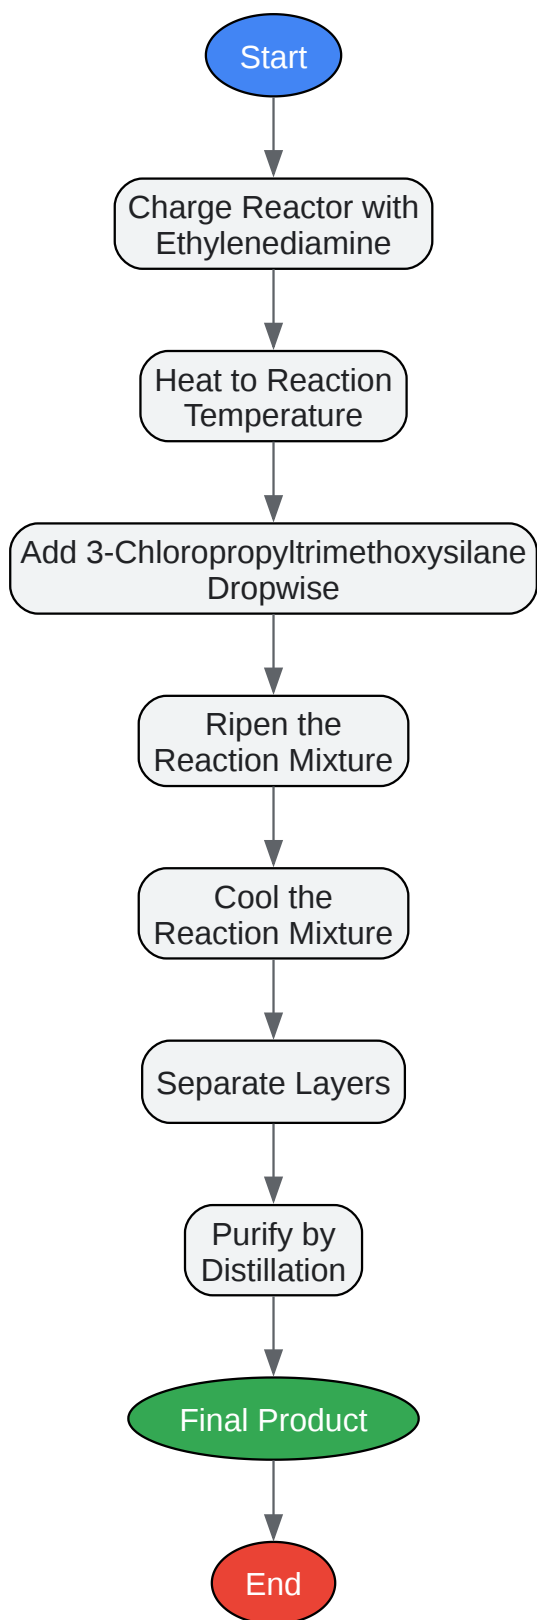 Start
Charge Reactor with
Ethylenediamine
Heat to Reaction
Temperature
Add 3-Chloropropyltrimethoxysilane
Dropwise
Ripen the
Reaction Mixture
Cool the
Reaction Mixture
Separate Layers
Purify by
Distillation
Final Product
End